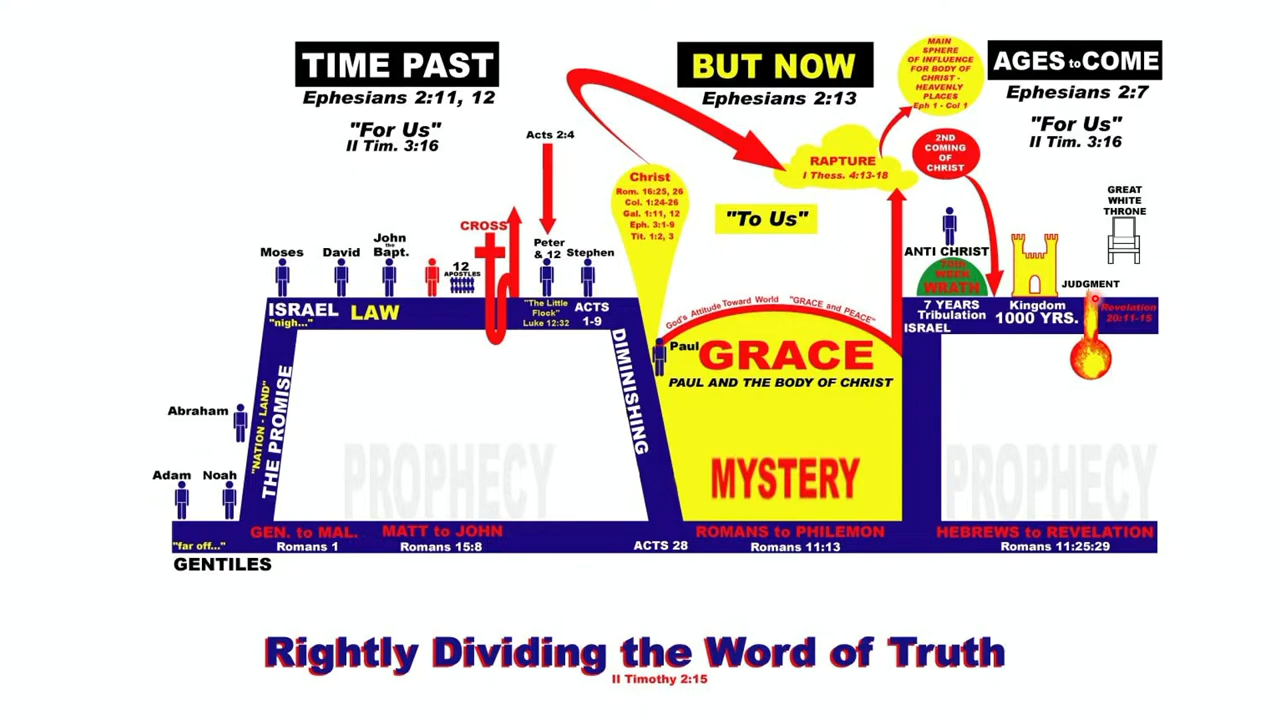 TIME PAST
Ephesians 2:11, 12
"For Us"
II Tim. 3:16
BUT NOW
Ephesians 2:13
MAIN
SPHERE
OF INFLUENCE
FOR BODY OF
CHRIST -
HEAVENLY
PLACES
Eph 1 - Col 1
AGES to COME
Ephesians 2:7
"For Us"
II Tim. 3:16
Acts 2:4
Christ
Rom. 16:25, 26
Col. 1:24-26
Gal. 1:11, 12
Eph. 3:1-9
Tit. 1:2, 3
RAPTURE
I Thess. 4:13-18
2ND
COMING
OF
CHRIST
"To Us"
GREAT
WHITE
THRONE
Moses
David
John
the
Bapt.
12
APOSTLES
CROSS
Peter
& 12
Stephen
ANTI CHRIST
70th
WEEK
WRATH
JUDGMENT
ISRAEL
"nigh..."
LAW
"The Little
Flock"
Luke 12:32
ACTS
1-9
God's Attitude Toward World "GRACE and PEACE"
7 YEARS
Tribulation
ISRAEL
Kingdom
1000 YRS.
Revelation
20:11-15
DIMINISHING
Paul
GRACE
PAUL AND THE BODY OF CHRIST
Abraham
"NATION - LAND"
THE PROMISE
Adam
Noah
PROPHECY
MYSTERY
PROPHECY
"far off..."
GENTILES
GEN. to MAL.
Romans 1
MATT to JOHN
Romans 15:8
ACTS 28
ROMANS to PHILEMON
Romans 11:13
HEBREWS to REVELATION
Romans 11:25:29
Rightly Dividing the Word of Truth
II Timothy 2:15